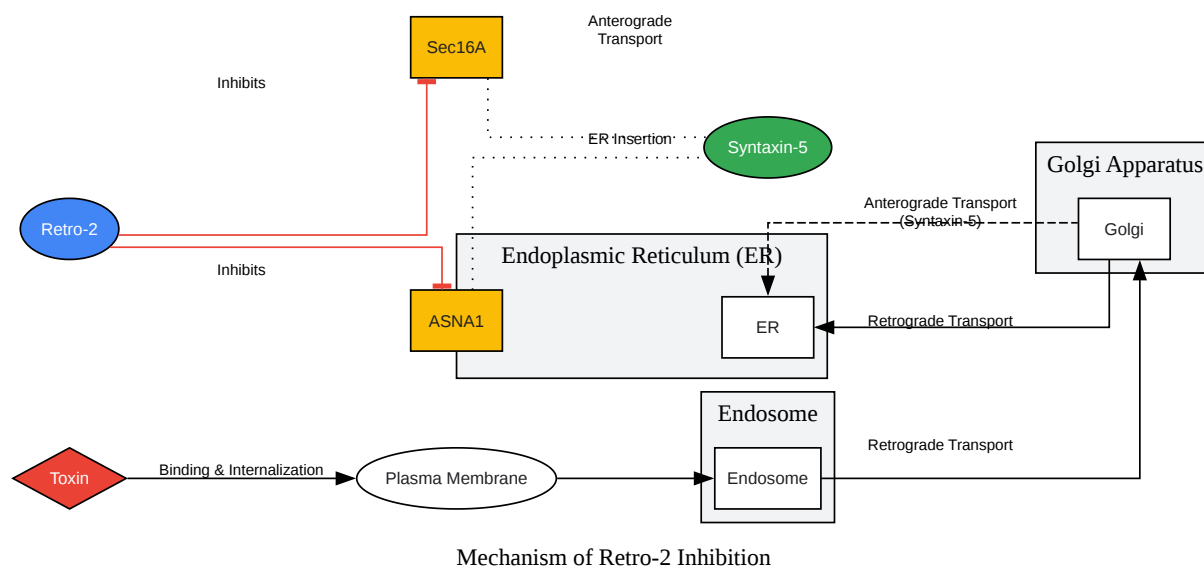 Anterograde
Transport
Sec16A
Inhibits
ER Insertion
Syntaxin-5
Golgi Apparatus
Retro-2
Anterograde Transport
(Syntaxin-5)
Golgi
Endoplasmic Reticulum (ER)
Inhibits
ASNA1
ER
Retrograde Transport
Endosome
Retrograde Transport
Toxin
Binding & Internalization
Plasma Membrane
Endosome
Mechanism of Retro-2 Inhibition